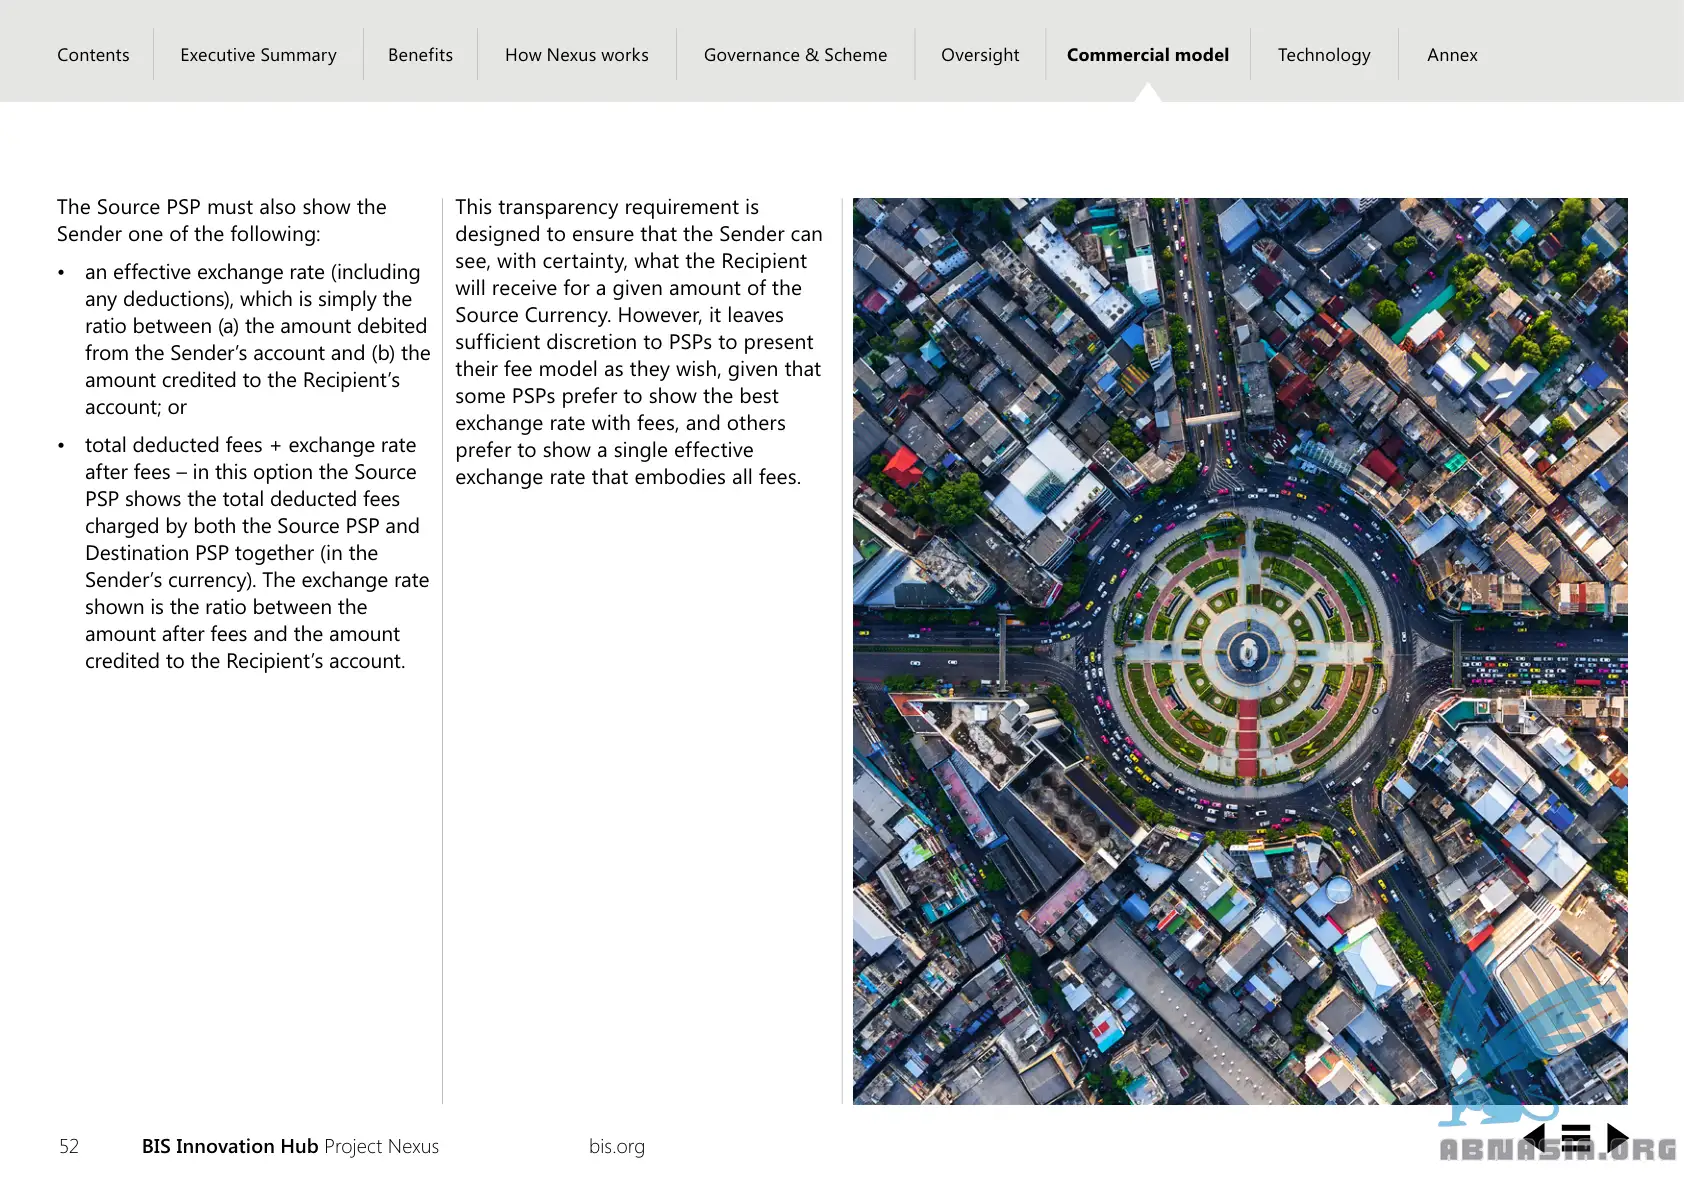 Contents
Executive Summary
Benefits
How Nexus works
Governance & Scheme
Oversight
Commercial model
Technology
Annex
The Source PSP must also show the
Sender one of the following:
• an effective exchange rate (including
any deductions), which is simply the
ratio between (a) the amount debited
from the Sender’s account and (b) the
amount credited to the Recipient’s
account; or
• total deducted fees + exchange rate
after fees – in this option the Source
PSP shows the total deducted fees
charged by both the Source PSP and
Destination PSP together (in the
Sender’s currency). The exchange rate
shown is the ratio between the
amount after fees and the amount
credited to the Recipient’s account.
This transparency requirement is
designed to ensure that the Sender can
see, with certainty, what the Recipient
will receive for a given amount of the
Source Currency. However, it leaves
sufficient discretion to PSPs to present
their fee model as they wish, given that
some PSPs prefer to show the best
exchange rate with fees, and others
prefer to show a single effective
exchange rate that embodies all fees.
52
BIS Innovation Hub Project Nexus
bis.org
ABNASIA.ORG